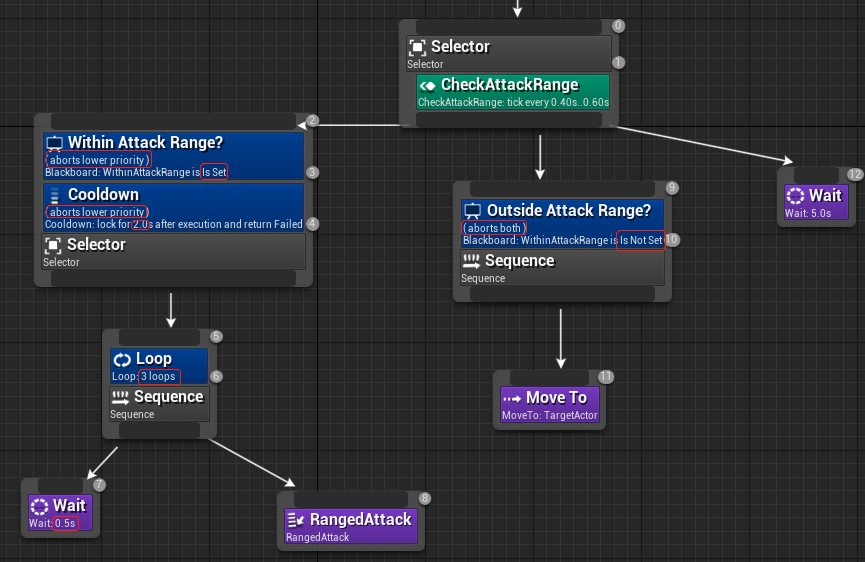 0
Selector
Selector
1
CheckAttackRange
CheckAttackRange: tick every 0.40s..0.60s
2
Within Attack Range?
( aborts lower priority )
Blackboard: WithinAttackRange is Is Set
3
Cooldown
( aborts lower priority )
Cooldown: lock for 2.0s after execution and return Failed
4
Selector
Selector
5
Loop
Loop: 3 loops
6
Sequence
Sequence
7
Wait
Wait: 0.5s
8
RangedAttack
RangedAttack
9
Outside Attack Range?
( aborts both )
Blackboard: WithinAttackRange is Is Not Set
10
Sequence
Sequence
11
Move To
MoveTo: TargetActor
12
Wait
Wait: 5.0s